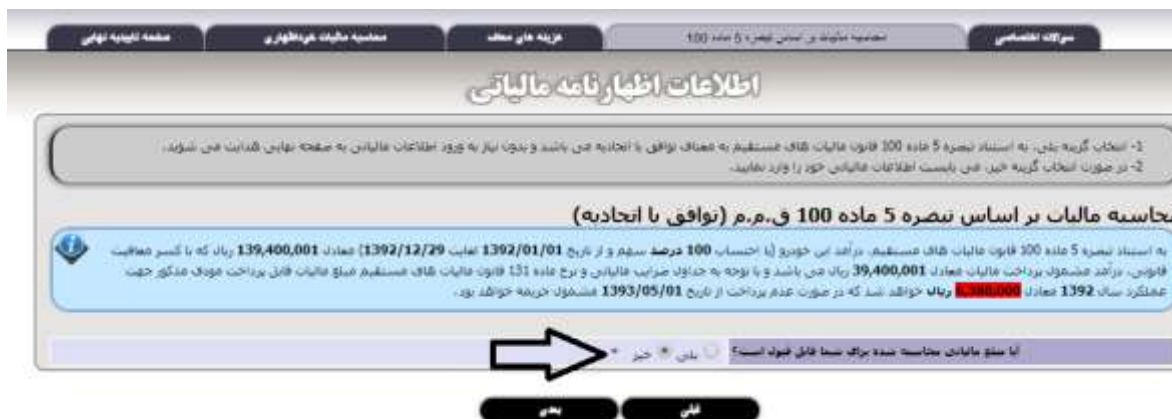 سوالات اختصاصی
محاسبه مالیات بر اساس تبصره 5 ماده 100
هزینه های معاف
محاسبه مالیات خوداظهاری
صفحه تاییدیه نهایی
اطلاعات اظهارنامه مالیاتی
1- انتخاب گزینه بلی، به استناد تبصره 5 ماده 100 قانون مالیات های مستقیم به معنای توافق با اتحادیه می باشد و بدون نیاز به ورود اطلاعات مالیاتی به صفحه نهایی هدایت می شوید.
2- در صورت انتخاب گزینه خیر، می بایست اطلاعات مالیاتی خود را وارد نمایید.
محاسبه مالیات بر اساس تبصره 5 ماده 100 ق.م.م (توافق با اتحادیه)
به استناد تبصره 5 ماده 100 قانون مالیات های مستقیم، درآمد این خودرو (با احتساب 100 درصد سهم و از تاریخ 1392/01/01 لغایت 1392/12/29) معادل 139,400,001 ریال که با کسر معافیت
قانونی، درآمد مشمول پرداخت مالیات معادل 39,400,001 ریال می باشد و با توجه به جداول ضرایب مالیاتی و نرخ ماده 131 قانون مالیات های مستقیم مبلغ مالیات قابل پرداخت مودی مذکور جهت
عملکرد سال 1392 معادل ریال خواهد شد که در صورت عدم پرداخت از تاریخ 1393/05/01 مشمول جریمه خواهد بود.
آیا مبلغ مالیاتی محاسبه شده برای شما قابل قبول است؟ بلی خیر *
قبلی
بعدی